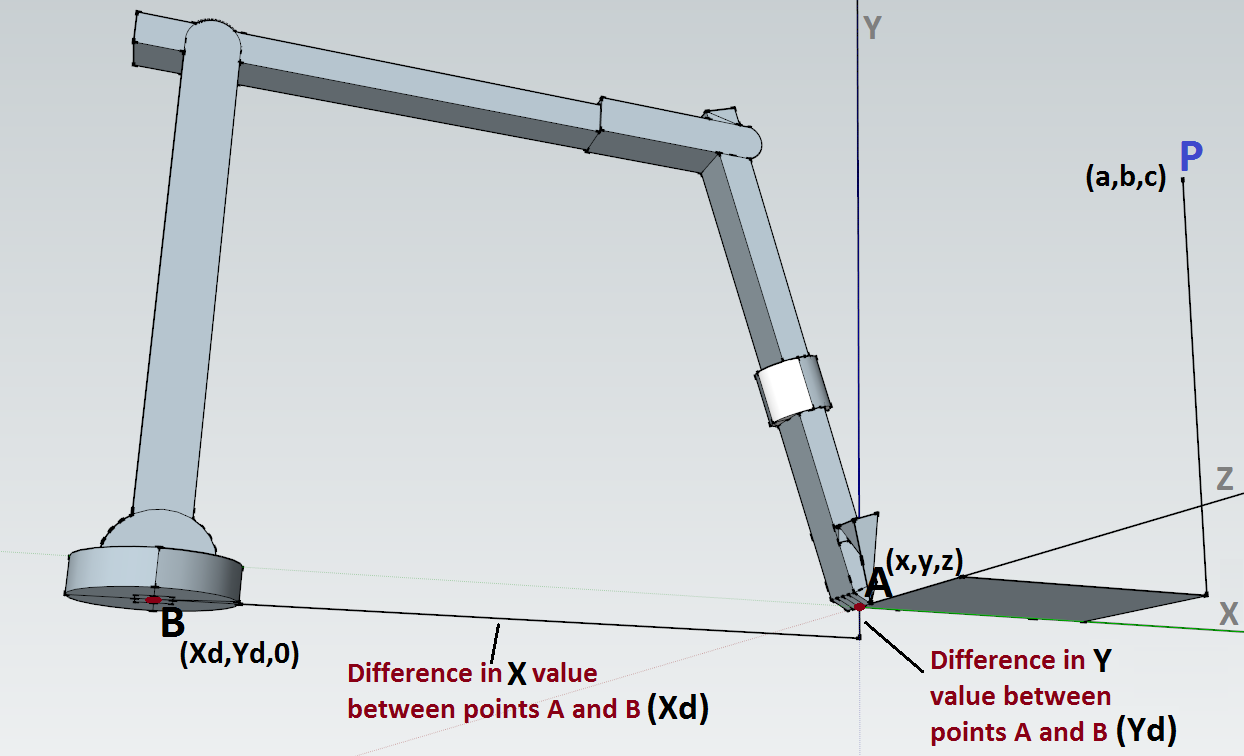 Y
P
(a,b,c)
Z
(x,y,z)
A
X
B
(Xd,Yd,0)
Difference in X value
between points A and B (Xd)
Difference in Y
value between
points A and B (Yd)